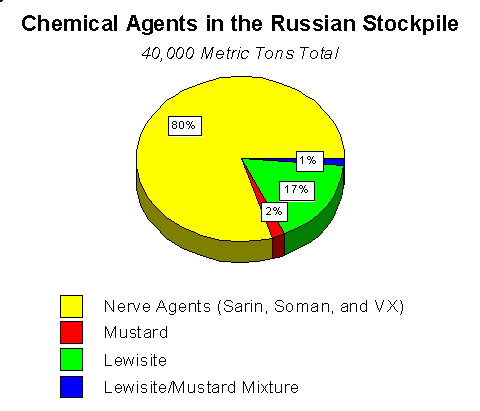 Chemical Agents in the Russian Stockpile
40,000 Metric Tons Total
80%
1%
17%
2%
Nerve Agents (Sarin, Soman, and VX)
Mustard
Lewisite
Lewisite/Mustard Mixture